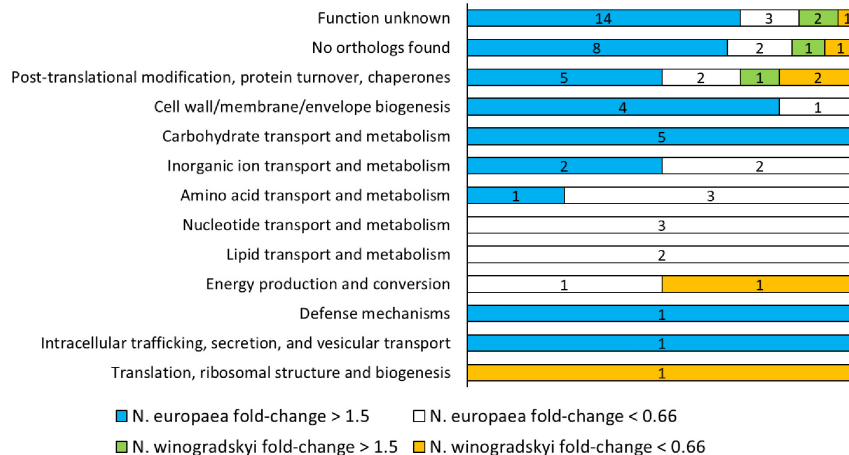 Function unknown 14 3 2 1
No orthologs found 8 2 1 1
Post-translational modification, protein turnover, chaperones 5 2 1 2
Cell wall/membrane/envelope biogenesis 4 1
Carbohydrate transport and metabolism 5
Inorganic ion transport and metabolism 2 2
Amino acid transport and metabolism 1 3
Nucleotide transport and metabolism 3
Lipid transport and metabolism 2
Energy production and conversion 1 1
Defense mechanisms 1
Intracellular trafficking, secretion, and vesicular transport 1
Translation, ribosomal structure and biogenesis 1
N. europaea fold-change > 1.5 N. europaea fold-change < 0.66
N. winogradskyi fold-change > 1.5 N. winogradskyi fold-change < 0.66